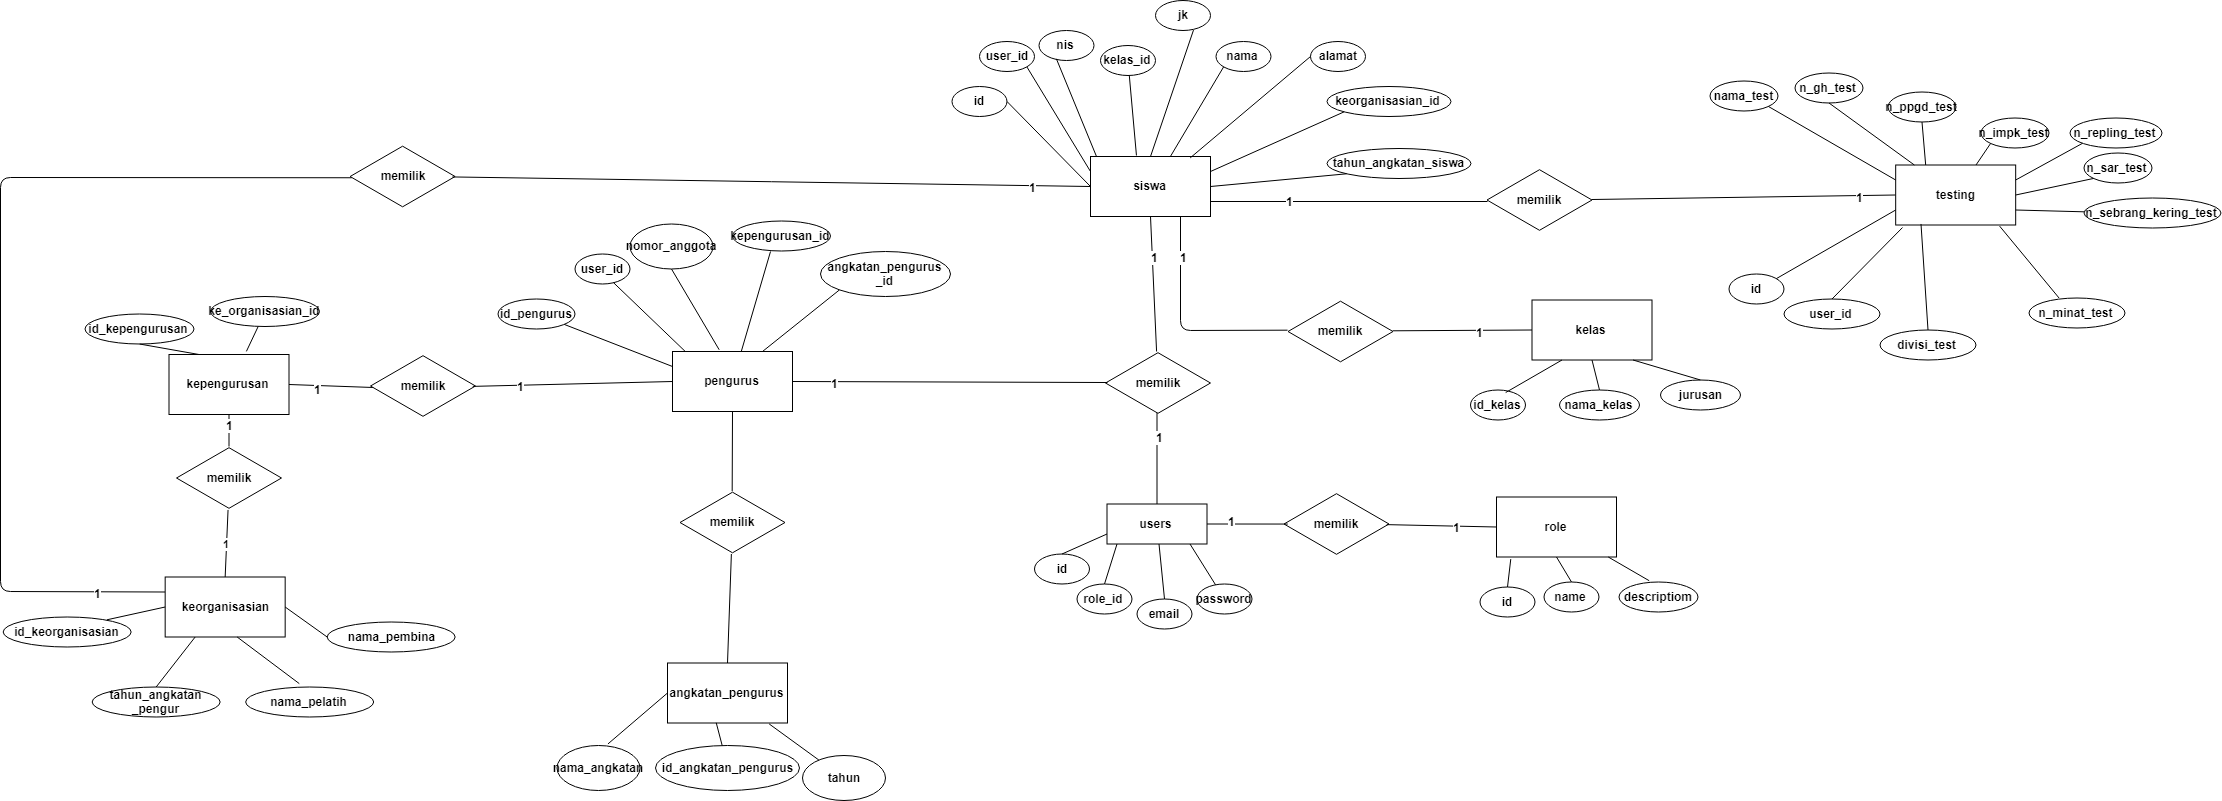 jk
nis
user_id
kelas_id
nama
alamat
id
keorganisasian_id
tahun_angkatan_siswa
siswa
nama_test
n_gh_test
n_ppgd_test
n_impk_test
n_repling_test
n_sar_test
n_sebrang_kering_test
testing
id
user_id
divisi_test
n_minat_test
memilik
1
1
memilik
1
1
1
memilik
1
kelas
id_kelas
nama_kelas
jurusan
user_id
nomor_anggota
kepengurusan_id
angkatan_pengurus
_id
id_pengurus
pengurus
1
memilik
1
id_kepengurusan
ke_organisasian_id
kepengurusan
1
memilik
1
1
memilik
1
1
keorganisasian
id_keorganisasian
nama_pembina
tahun_angkatan
_pengur
nama_pelatih
memilik
angkatan_pengurus
nama_angkatan
id_angkatan_pengurus
tahun
users
1
memilik
1
role
id
role_id
email
password
id
name
descriptiom